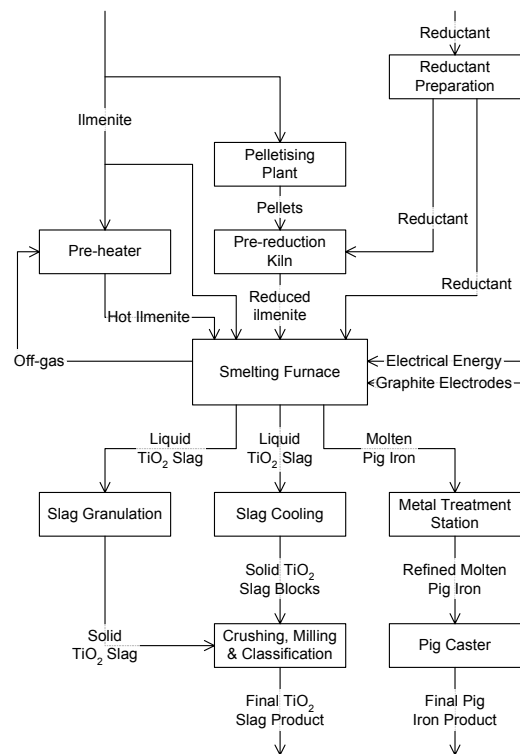 Reductant
Reductant
Preparation
Ilmenite
Pelletising
Plant
Pellets
Reductant
Pre-heater
Pre-reduction
Kiln
Reductant
Hot Ilmenite
Reduced
ilmenite
Off-gas
Smelting Furnace
Electrical Energy
Graphite Electrodes
Liquid
TiO₂ Slag
Liquid
TiO₂ Slag
Molten
Pig Iron
Slag Granulation
Slag Cooling
Metal Treatment
Station
Solid TiO₂
Slag Blocks
Refined Molten
Pig Iron
Solid
TiO₂ Slag
Crushing, Milling
& Classification
Pig Caster
Final TiO₂
Slag Product
Final Pig
Iron Product